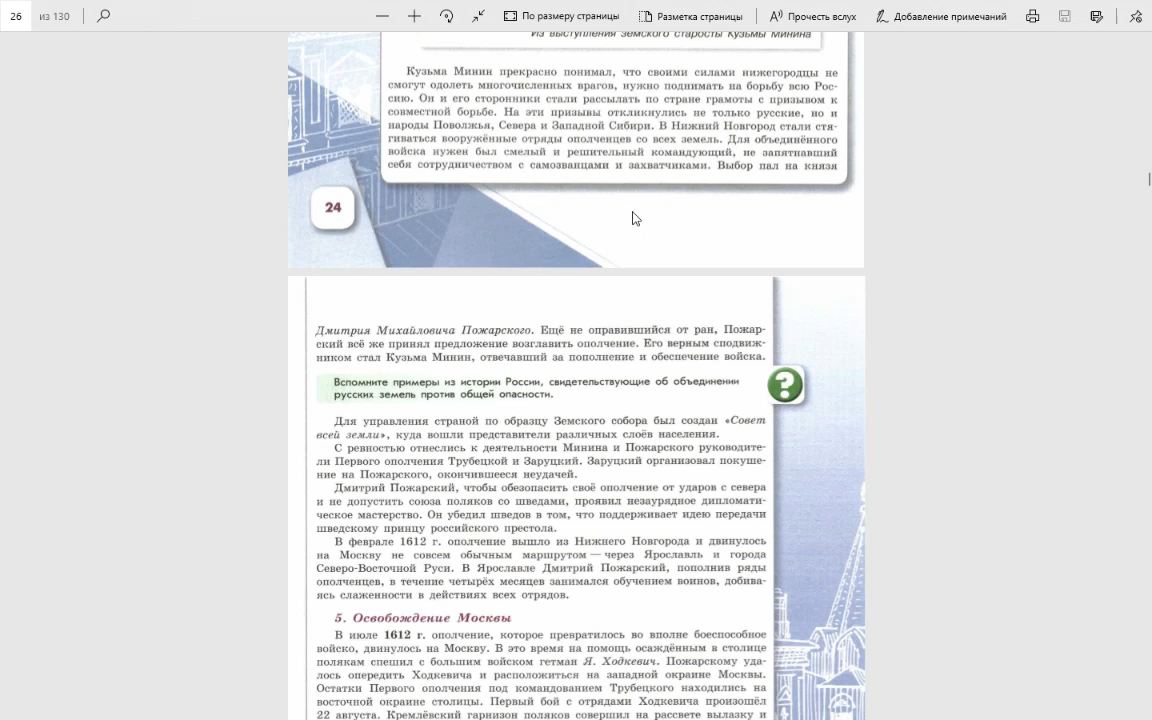 26 из 130 По размеру страницы Разметка страницы Прочесть вслух Добавление примечаний
Из выступления земского старосты Кузьмы Минина
Кузьма Минин прекрасно понимал, что своими силами нижегородцы не
смогут одолеть многочисленных врагов, нужно поднимать на борьбу всю Рос-
сию. Он и его сторонники стали рассылать по стране грамоты с призывом к
совместной борьбе. На эти призывы откликнулись не только русские, но и
народы Поволжья, Севера и Западной Сибири. В Нижний Новгород стали стя-
гиваться вооружённые отряды ополченцев со всех земель. Для объединённого
войска нужен был смелый и решительный командующий, не запятнавший
себя сотрудничеством с самозванцами и захватчиками. Выбор пал на князя
24
Дмитрия Михайловича Пожарского. Ещё не оправившийся от ран, Пожар-
ский всё же принял предложение возглавить ополчение. Его верным сподвиж-
ником стал Кузьма Минин, отвечавший за пополнение и обеспечение войска.
Вспомните примеры из истории России, свидетельствующие об объединении
русских земель против общей опасности.
?
Для управления страной по образцу Земского собора был создан «Совет
всей земли», куда вошли представители различных слоёв населения.
С ревностью отнеслись к деятельности Минина и Пожарского руководите-
ли Первого ополчения Трубецкой и Заруцкий. Заруцкий организовал покуше-
ние на Пожарского, окончившееся неудачей.
Дмитрий Пожарский, чтобы обезопасить своё ополчение от ударов с севера
и не допустить союза поляков со шведами, проявил незаурядное дипломати-
ческое мастерство. Он убедил шведов в том, что поддерживает идею передачи
шведскому принцу российского престола.
В феврале 1612 г. ополчение вышло из Нижнего Новгорода и двинулось
на Москву не совсем обычным маршрутом — через Ярославль и города
Северо-Восточной Руси. В Ярославле Дмитрий Пожарский, пополнив ряды
ополченцев, в течение четырёх месяцев занимался обучением воинов, добива-
ясь слаженности в действиях всех отрядов.
5. Освобождение Москвы
В июле 1612 г. ополчение, которое превратилось во вполне боеспособное
войско, двинулось на Москву. В это время на помощь осаждённым в столице
полякам спешил с большим войском гетман Я. Ходкевич. Пожарскому уда-
лось опередить Ходкевича и расположиться на западной окраине Москвы.
Остатки Первого ополчения под командованием Трубецкого находились на
восточной окраине столицы. Первый бой с отрядами Ходкевича произошёл
22 августа. Кремлёвский гарнизон поляков совершил на рассвете вылазку и